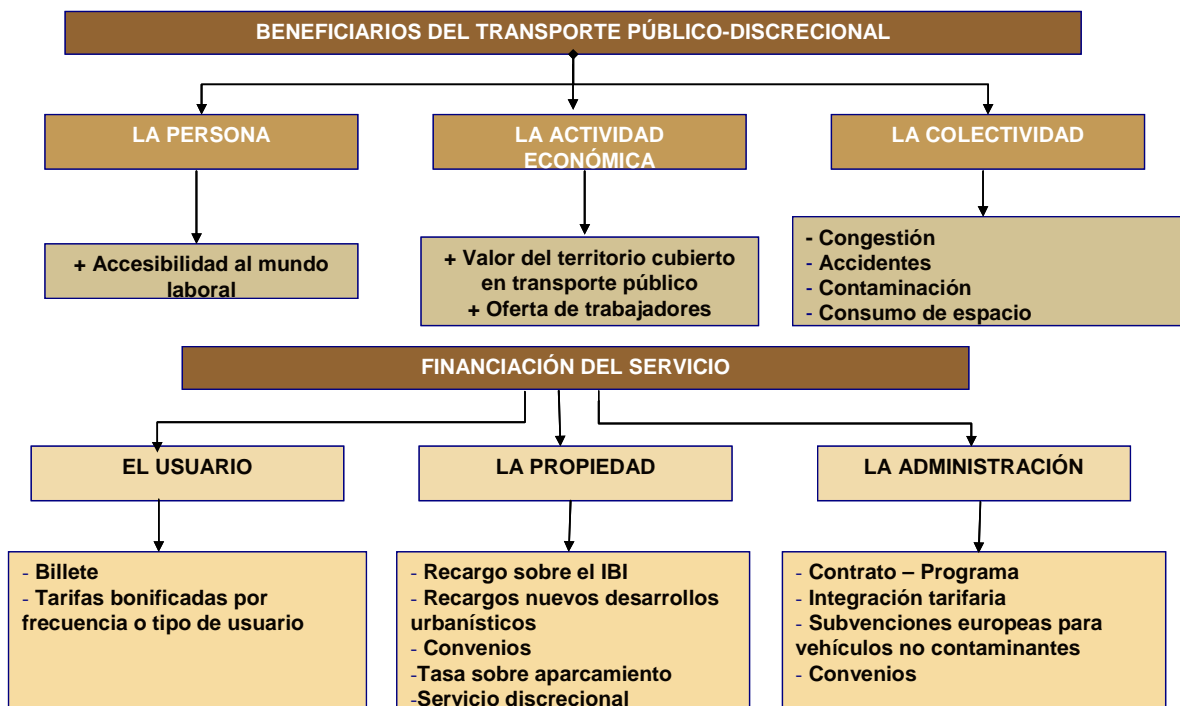 BENEFICIARIOS DEL TRANSPORTE PÚBLICO-DISCRECIONAL
LA PERSONA
LA ACTIVIDAD
ECONÓMICA
LA COLECTIVIDAD
+ Accesibilidad al mundo
laboral
+ Valor del territorio cubierto
en transporte público
+ Oferta de trabajadores
- Congestión
- Accidentes
- Contaminación
- Consumo de espacio
FINANCIACIÓN DEL SERVICIO
EL USUARIO
LA PROPIEDAD
LA ADMINISTRACIÓN
- Billete
- Tarifas bonificadas por
frecuencia o tipo de usuario
- Recargo sobre el IBI
- Recargos nuevos desarrollos
urbanísticos
- Convenios
-Tasa sobre aparcamiento
-Servicio discrecional
- Contrato – Programa
- Integración tarifaria
- Subvenciones europeas para
vehículos no contaminantes
- Convenios